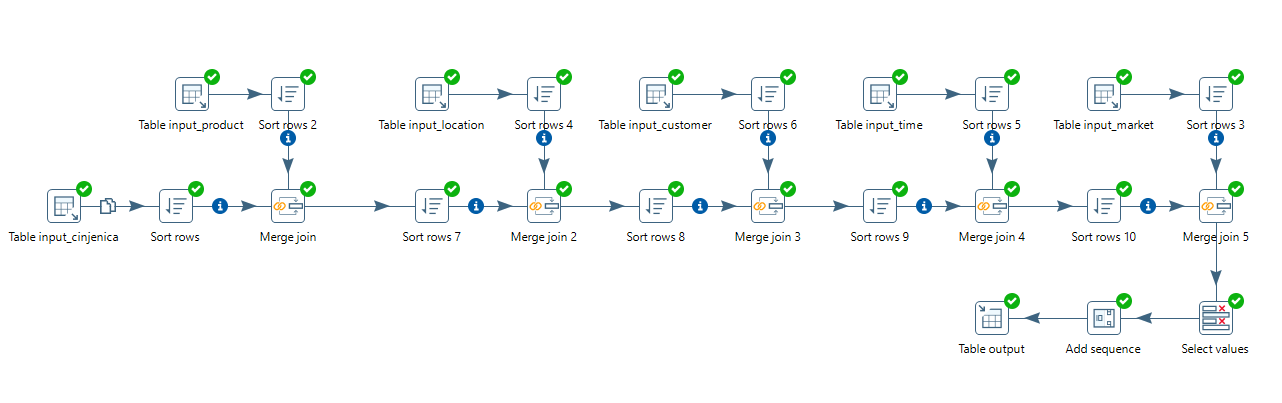 Table input_product
Sort rows 2
Table input_location
Sort rows 4
Table input_customer
Sort rows 6
Table input_time
Sort rows 5
Table input_market
Sort rows 3
Table input_cinjenica
Sort rows
Merge join
Sort rows 7
Merge join 2
Sort rows 8
Merge join 3
Sort rows 9
Merge join 4
Sort rows 10
Merge join 5
Table output
Add sequence
Select values